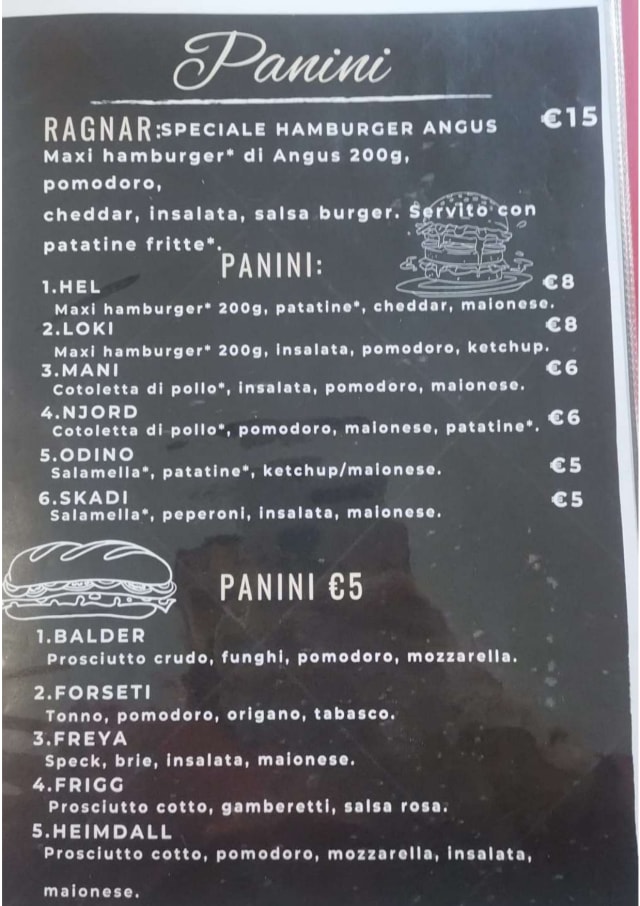 Panini
RAGNAR:SPECIALE HAMBURGER ANGUS €15
Maxi hamburger* di Angus 200g,
pomodoro,
cheddar, insalata, salsa burger. Servito con
patatine fritte*.
PANINI:
1.HEL €8
Maxi hamburger* 200g, patatine*, cheddar, maionese.
2.LOKI €8
Maxi hamburger* 200g, insalata, pomodoro, ketchup.
3.MANI €6
Cotoletta di pollo*, insalata, pomodoro, maionese.
4.NJORD €6
Cotoletta di pollo*, pomodoro, maionese, patatine*.
5.ODINO €5
Salamella*, patatine*, ketchup/maionese.
6.SKADI €5
Salamella*, peperoni, insalata, maionese.
PANINI €5
1.BALDER
Prosciutto crudo, funghi, pomodoro, mozzarella.
2.FORSETI
Tonno, pomodoro, origano, tabasco.
3.FREYA
Speck, brie, insalata, maionese.
4.FRIGG
Prosciutto cotto, gamberetti, salsa rosa.
5.HEIMDALL
Prosciutto cotto, pomodoro, mozzarella, insalata,
maionese.